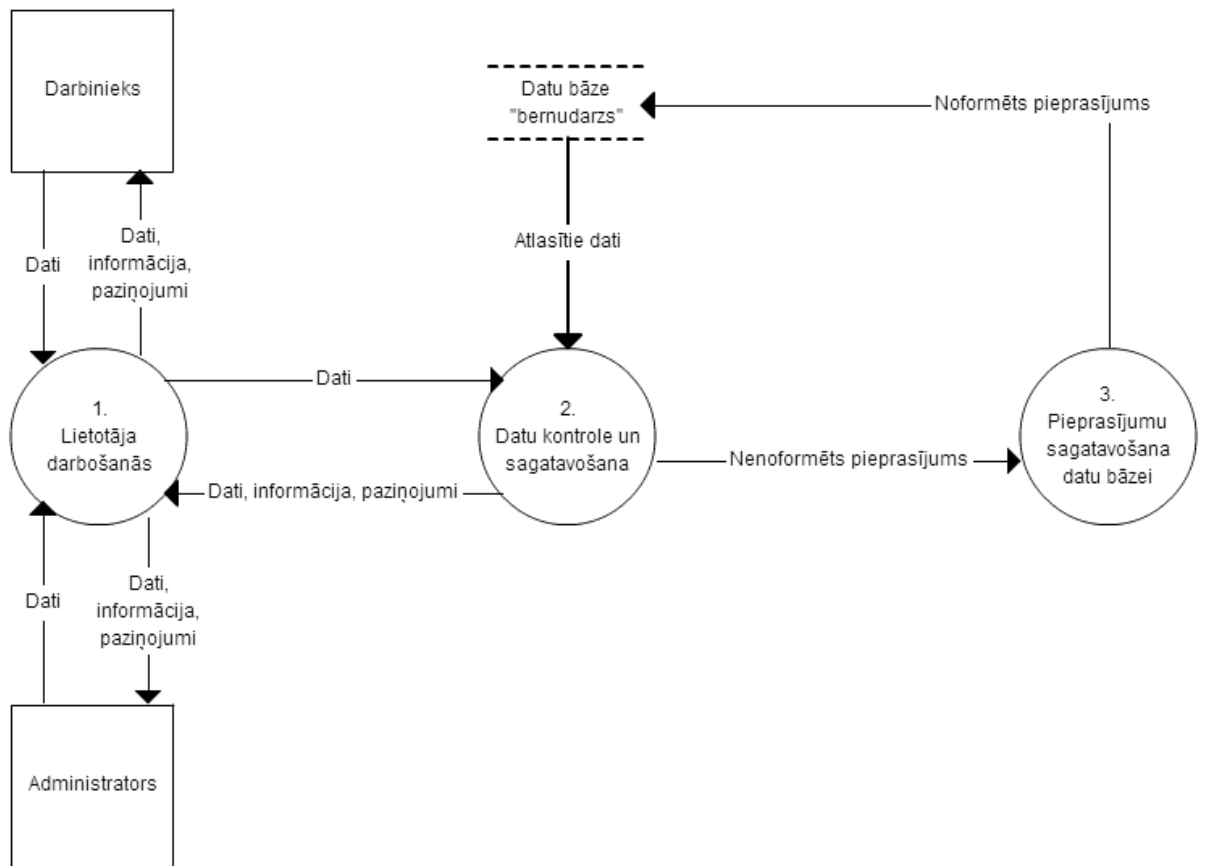 Darbinieks
Datu bāze
"bernudarzs"
Noformēts pieprasījums
Dati,
informācija,
paziņojumi
Dati
Atlasītie dati
Dati
1.
Lietotāja
darbošanās
2.
Datu kontrole un
sagatavošana
3.
Pieprasījumu
sagatavošana
datu bāzei
Nenoformēts pieprasījums
Dati, informācija, paziņojumi
Dati
Dati,
informācija,
paziņojumi
Administrators